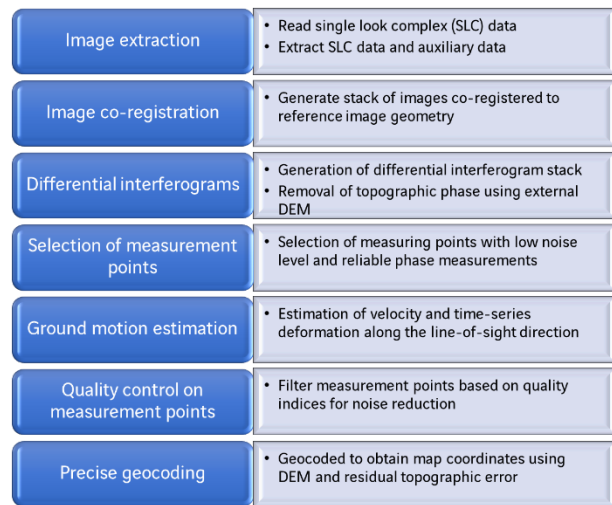 Image extraction
• Read single look complex (SLC) data
• Extract SLC data and auxiliary data
Image co-registration
• Generate stack of images co-registered to
reference image geometry
Differential interferograms
• Generation of differential interferogram stack
• Removal of topographic phase using external
DEM
Selection of measurement
points
• Selection of measuring points with low noise
level and reliable phase measurements
Ground motion estimation
• Estimation of velocity and time-series
deformation along the line-of-sight direction
Quality control on
measurement points
• Filter measurement points based on quality
indices for noise reduction
Precise geocoding
• Geocoded to obtain map coordinates using
DEM and residual topographic error